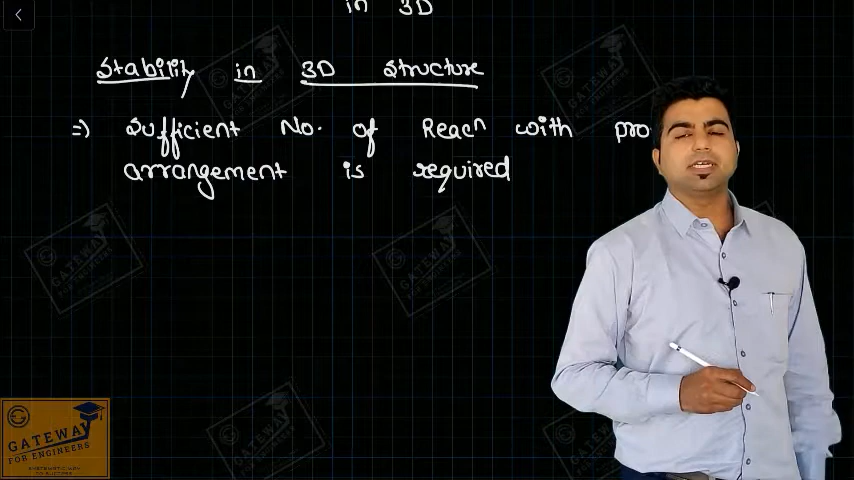 in 3D
Stability in 3D structure
=) Sufficient No. of Reacn with pro
arrangement is required
GATEWAY
FOR ENGINEERS